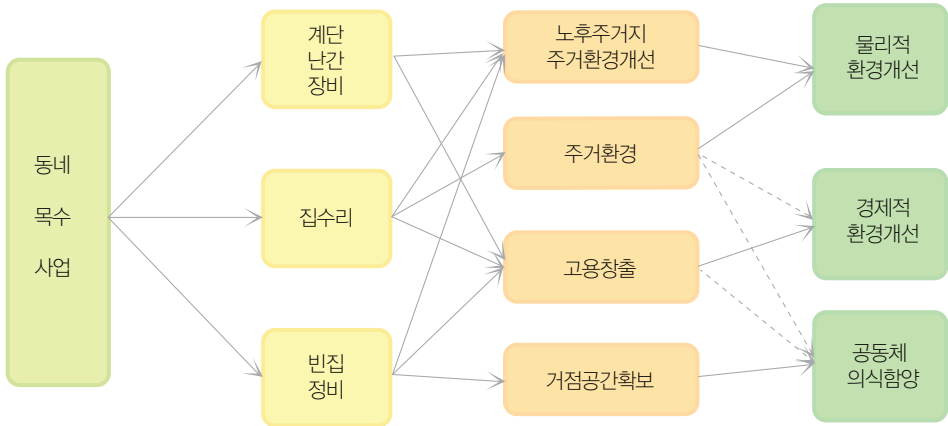 동네
목수
사업
계단
난간
장비
집수리
빈집
정비
노후주거지
주거환경개선
주거환경
고용창출
거점공간확보
물리적
환경개선
경제적
환경개선
공동체
의식함양